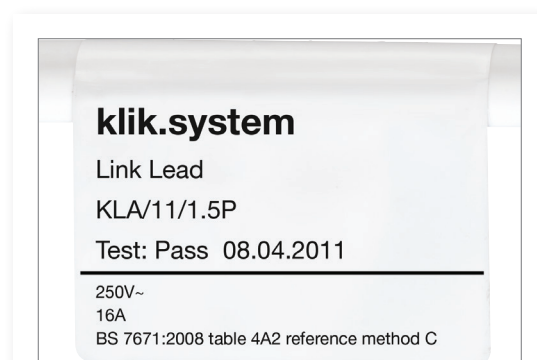 klik.system
Link Lead
KLA/11/1.5P
Test: Pass 08.04.2011
250V~
16A
BS 7671:2008 table 4A2 reference method C